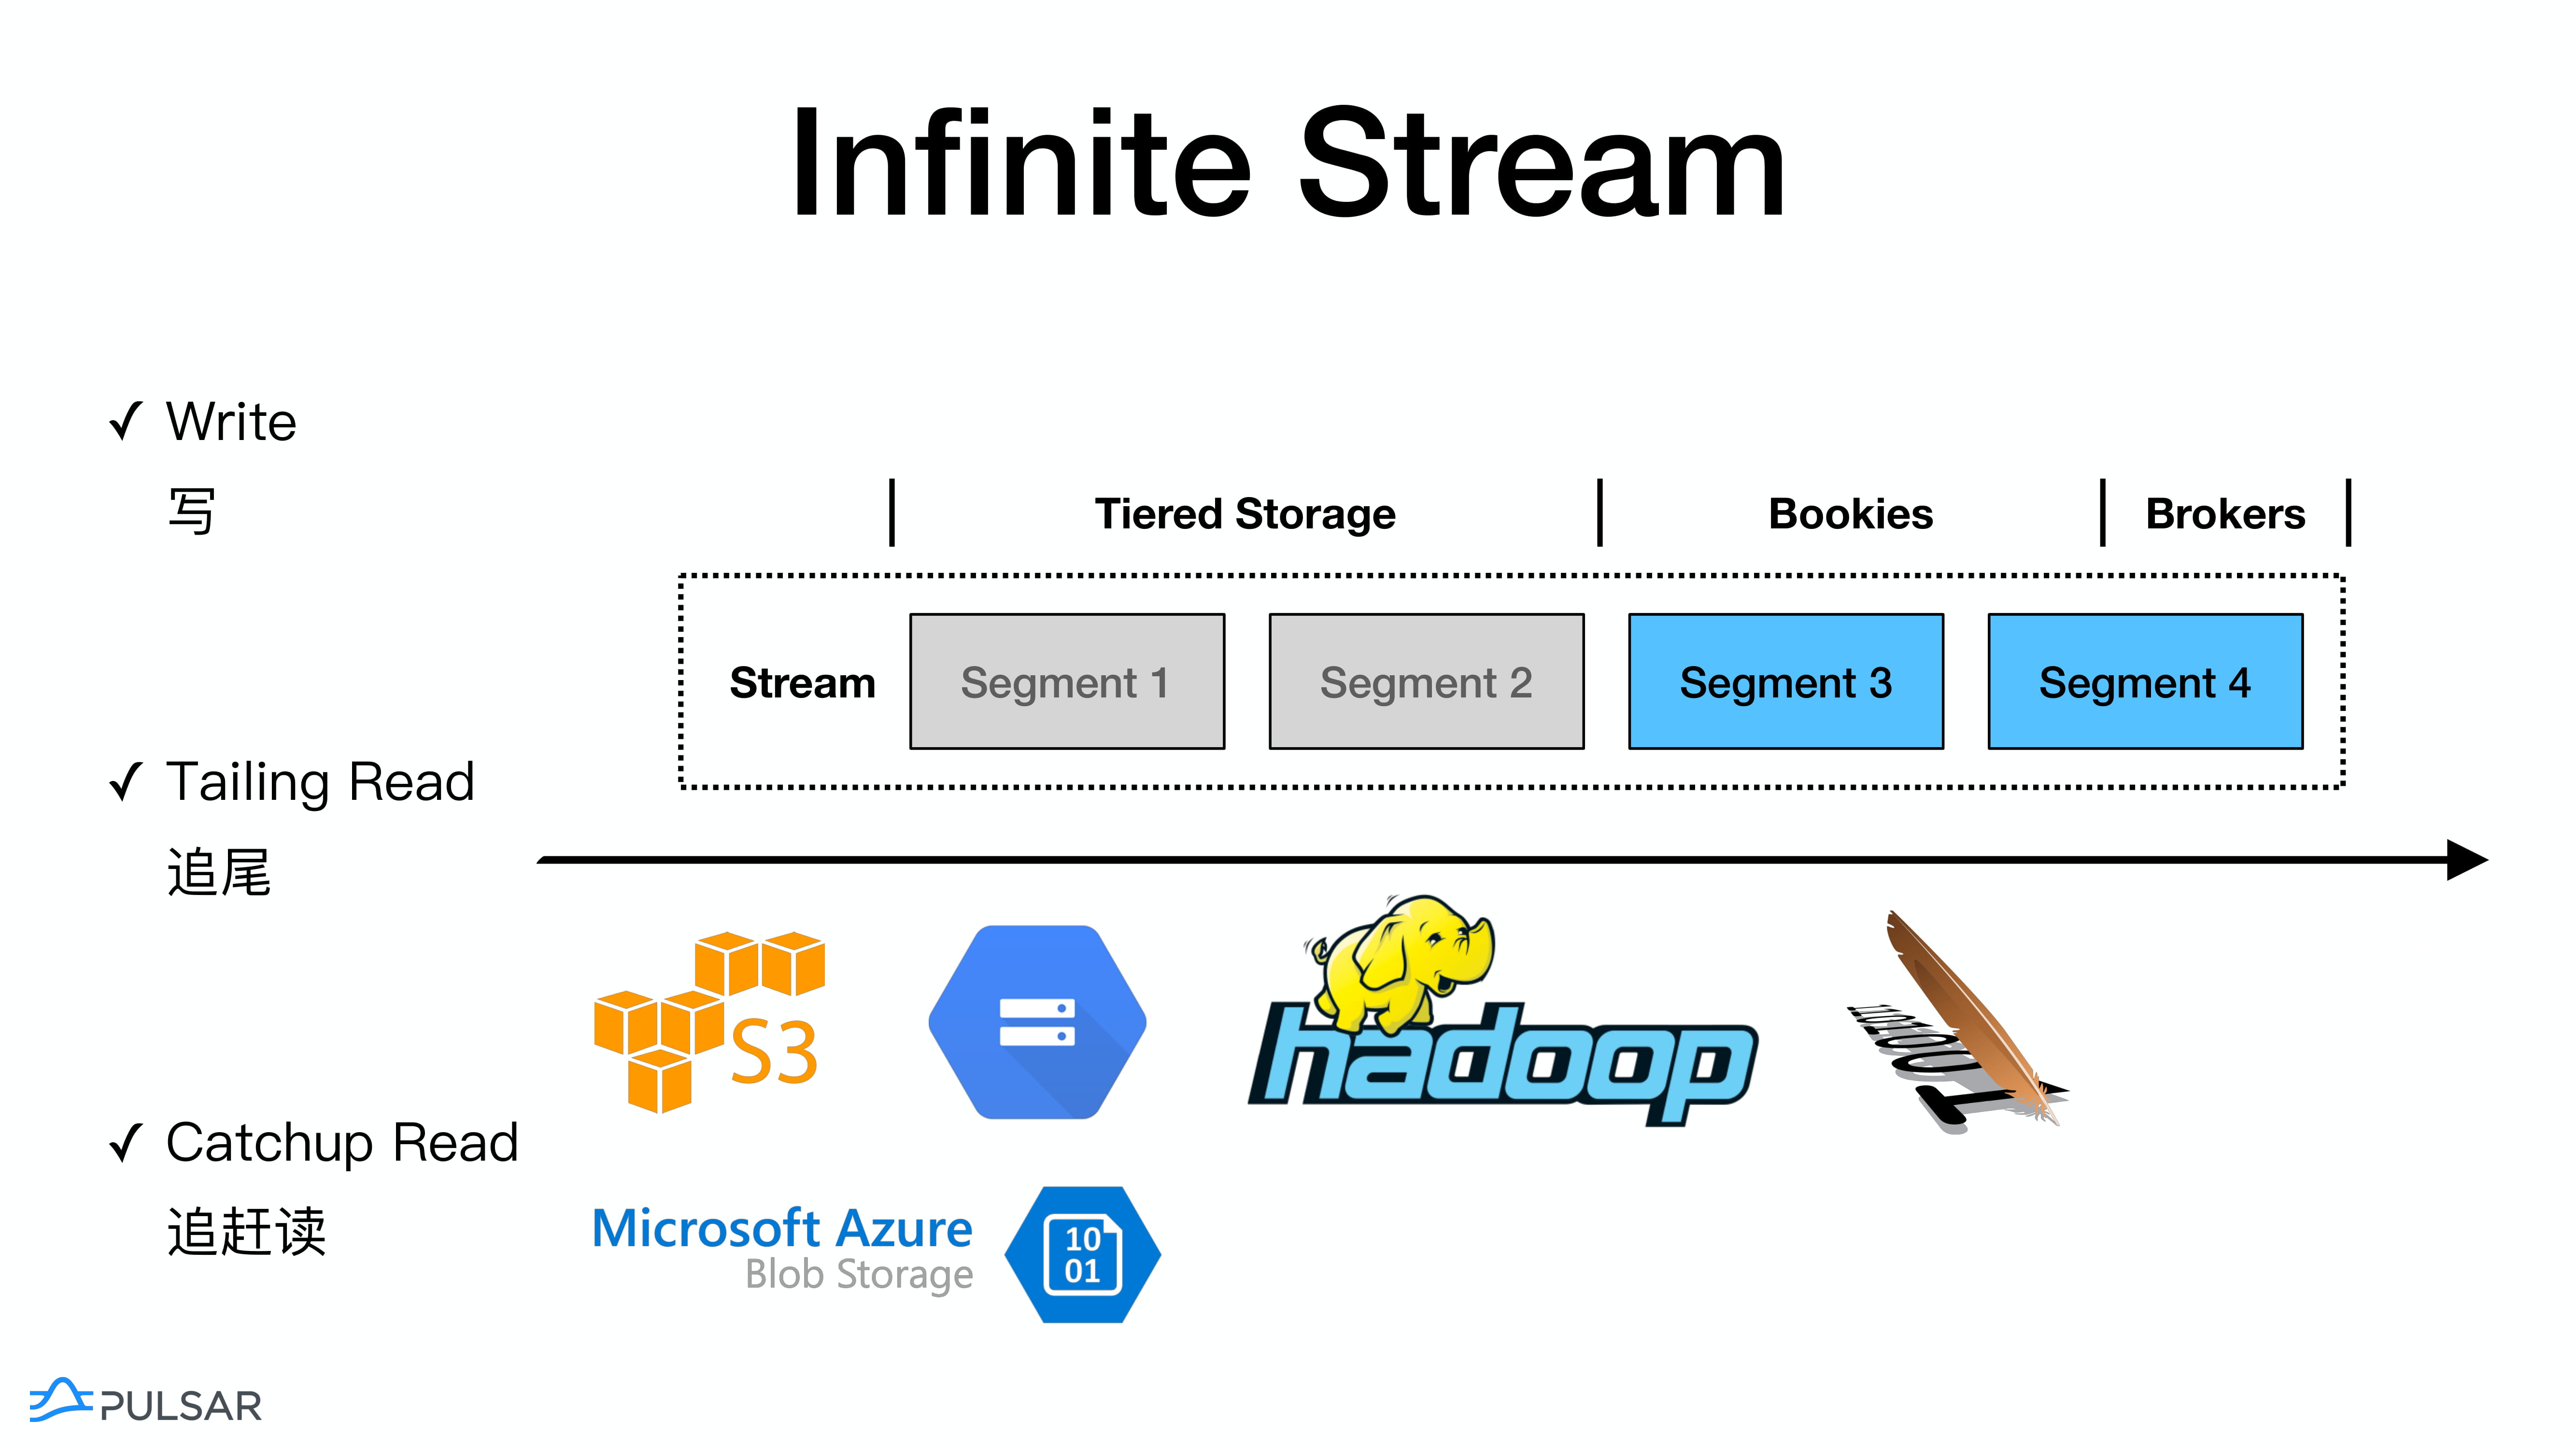 Infinite Stream
✓ Write
写
✓ Tailing Read
追尾
✓ Catchup Read
追赶读
Tiered Storage
Bookies
Brokers
Stream
Segment 1
Segment 2
Segment 3
Segment 4
S3
hadoop
Microsoft Azure
Blob Storage
10
01
PULSAR